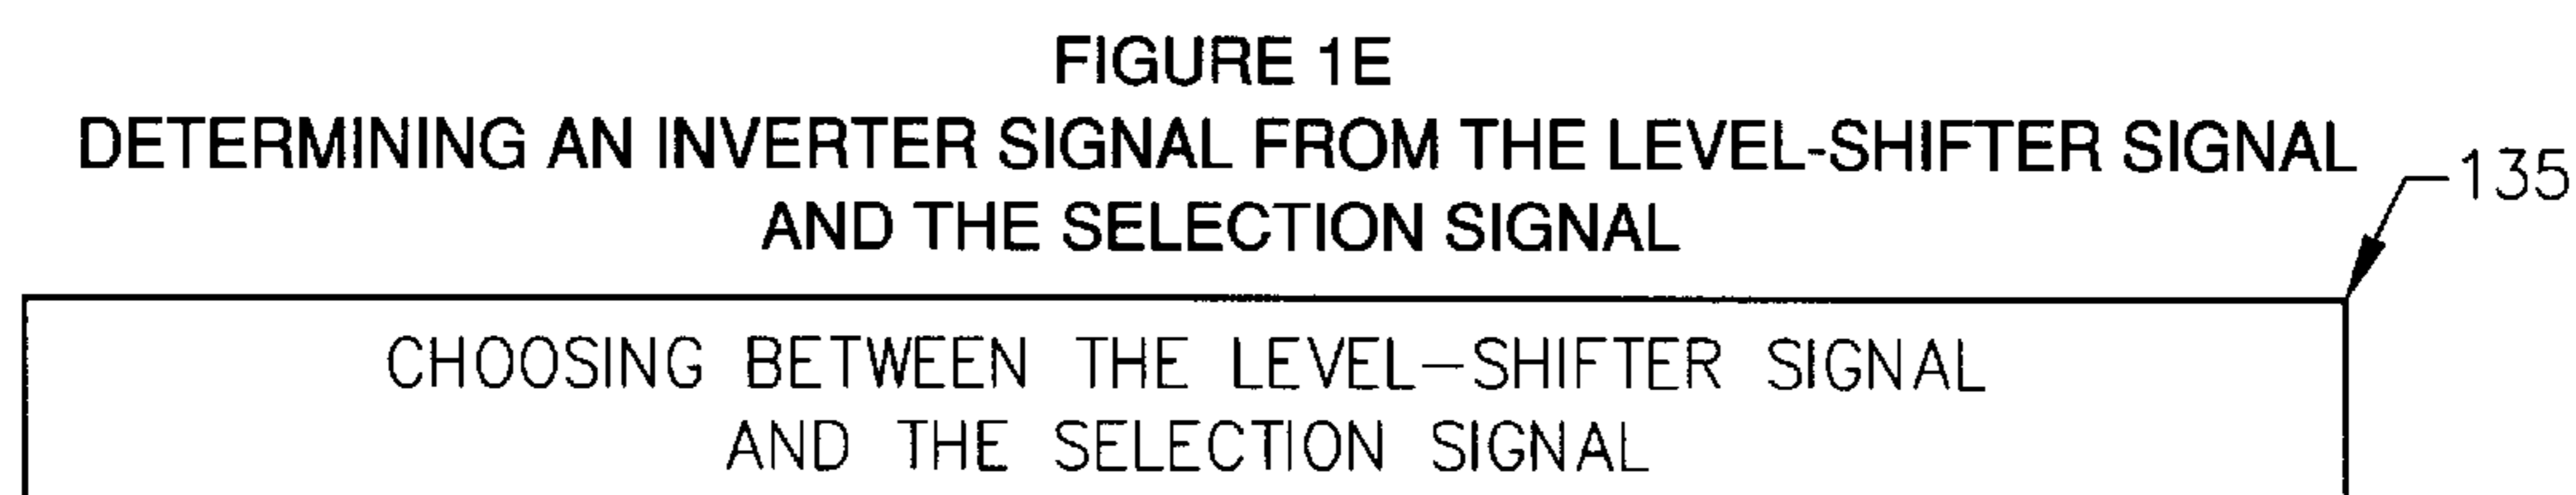 FIGURE 1E
DETERMINING AN INVERTER SIGNAL FROM THE LEVEL-SHIFTER SIGNAL
AND THE SELECTION SIGNAL
135
CHOOSING BETWEEN THE LEVEL-SHIFTER SIGNAL
AND THE SELECTION SIGNAL